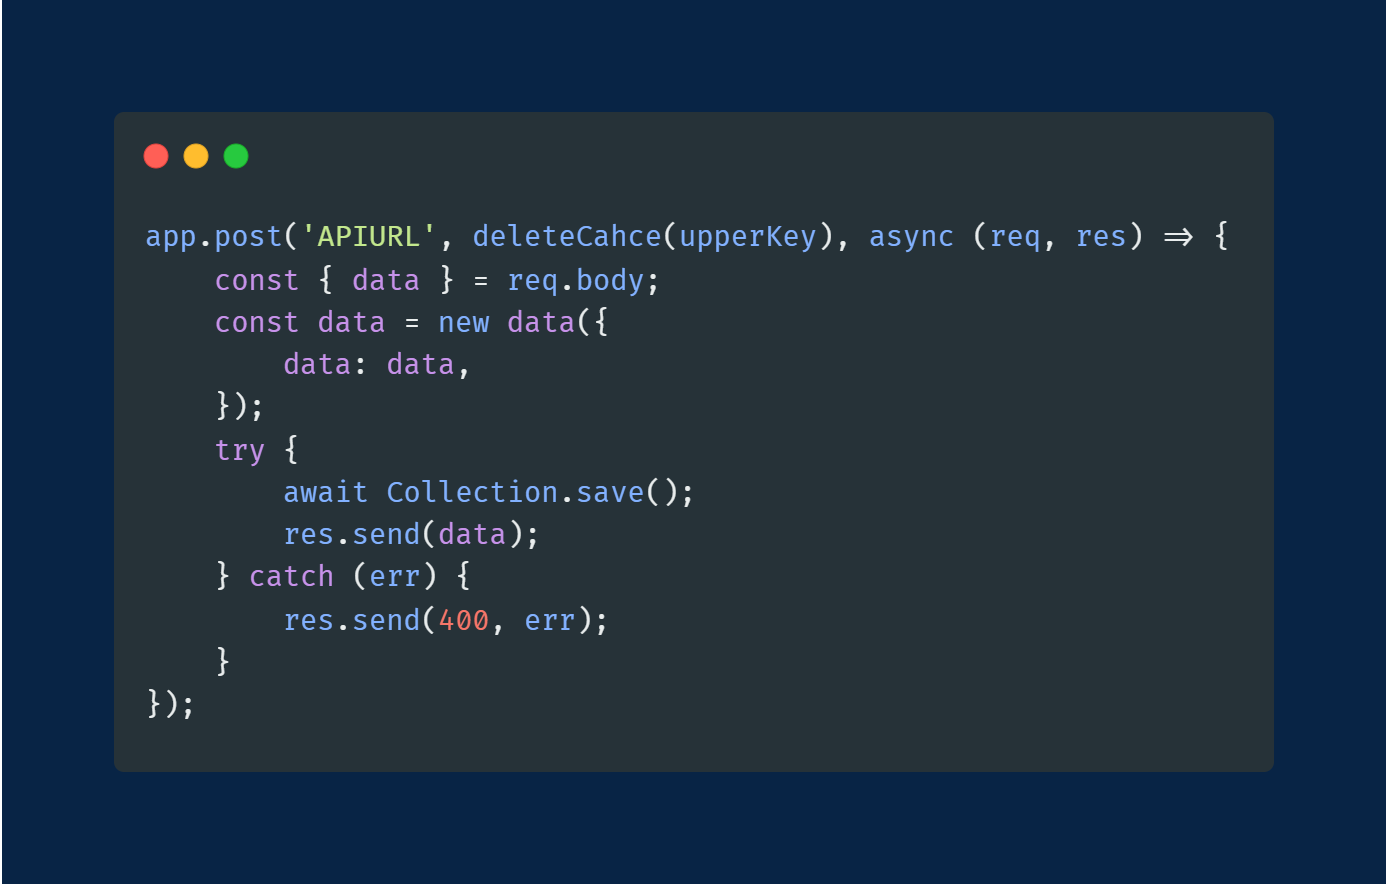 app.post('APIURL', deleteCahce(upperKey), async (req, res) => {
    const { data } = req.body;
    const data = new data({
        data: data,
    });
    try {
        await Collection.save();
        res.send(data);
    } catch (err) {
        res.send(400, err);
    }
});